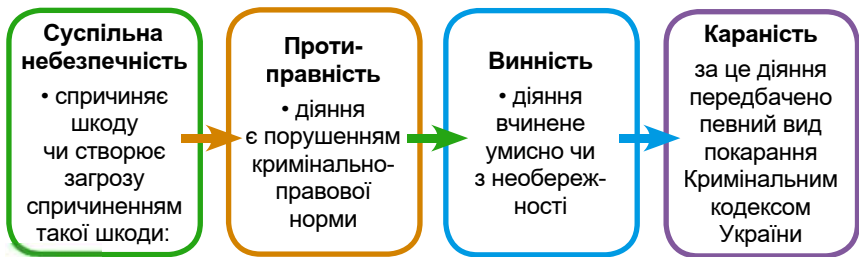 Суспільна
небезпечність
• спричиняє
шкоду
чи створює
загрозу
спричиненням
такої шкоди:
Проти-
правність
• діяння
є порушенням
кримінально-
правової
норми
Винність
• діяння
вчинене
умисно чи
з необереж-
ності
Караність
за це діяння
передбачено
певний вид
покарання
Кримінальним
кодексом
України